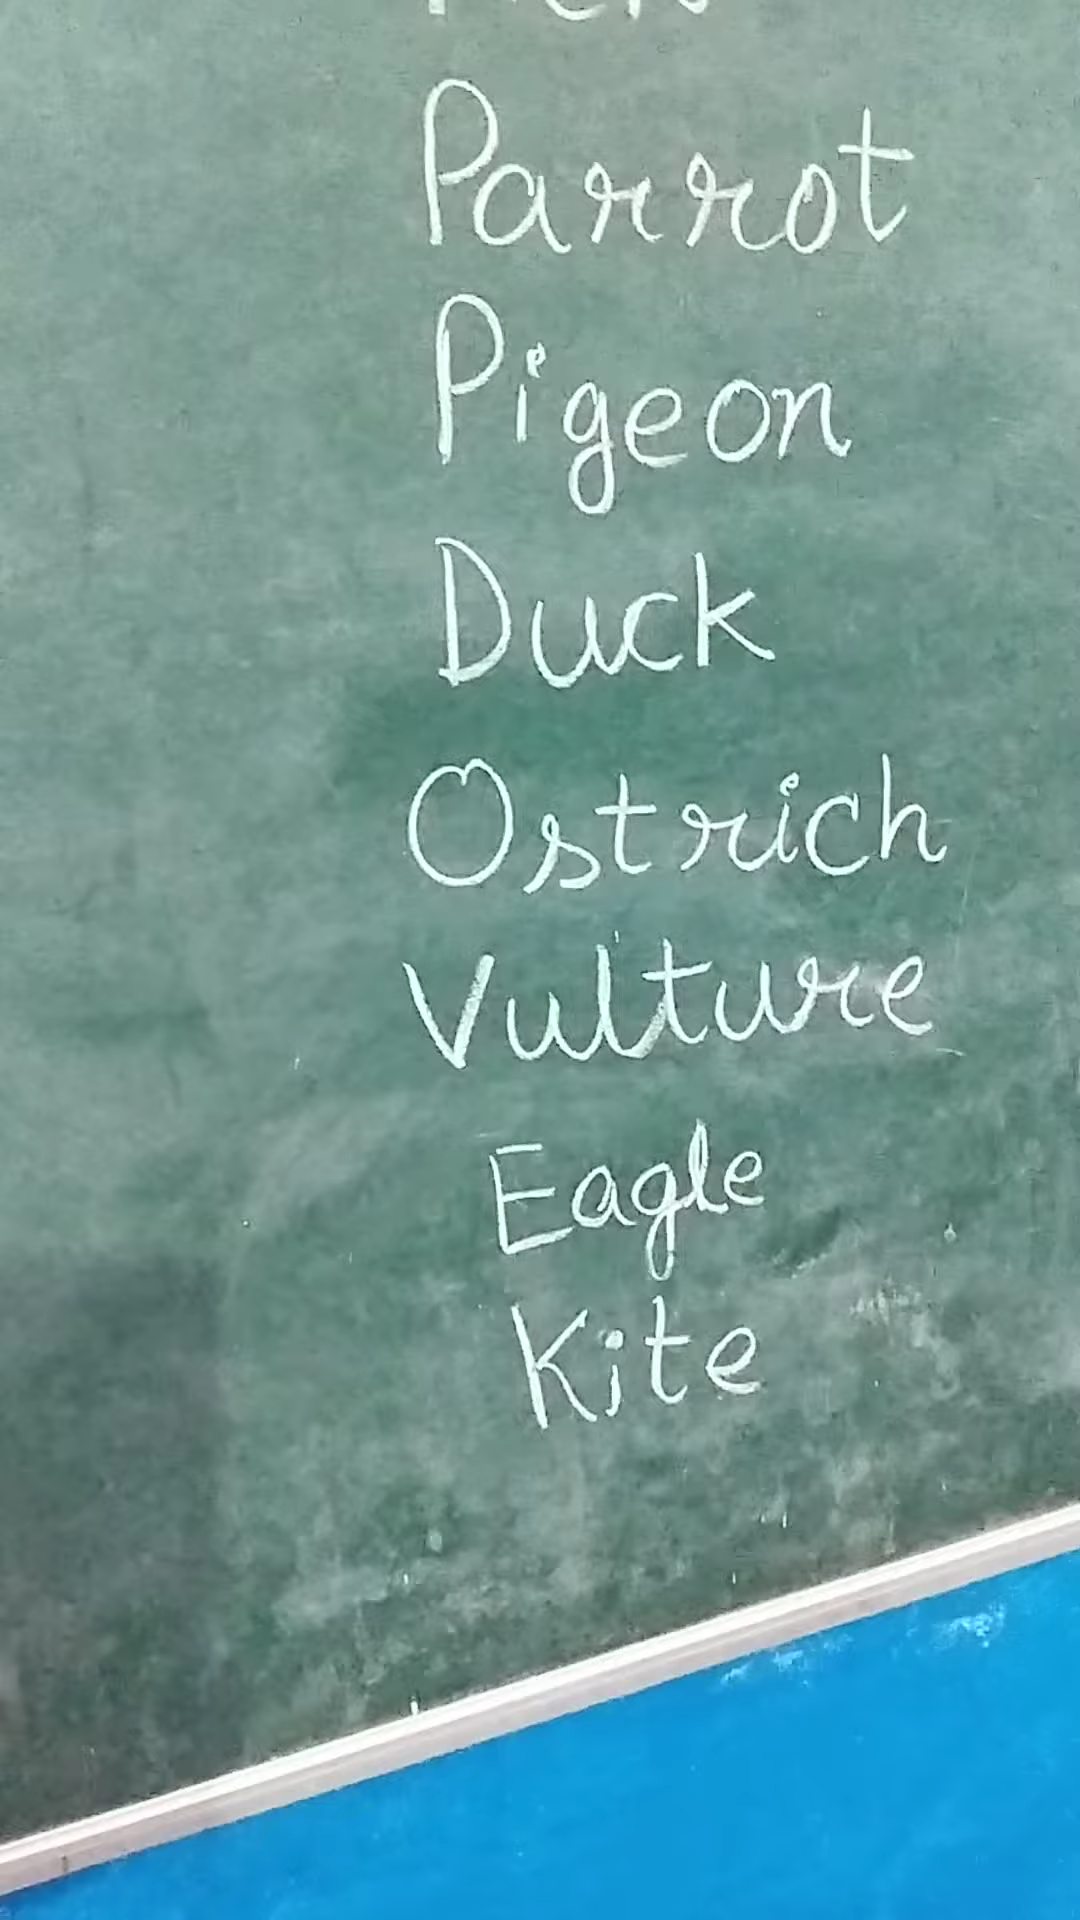 Parrot
Pigeon
Duck
Ostrich
Vulture
Eagle
Kite